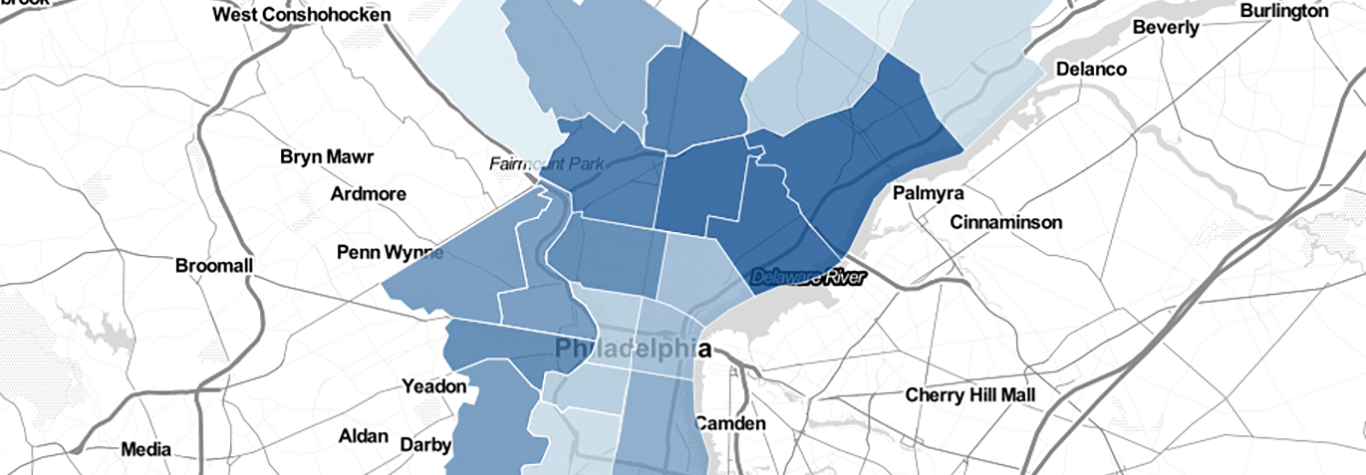 brook
West Conshohocken
Burlington
Beverly
Delanco
Bryn Mawr
Fairmount Park
Ardmore
Palmyra
Cinnaminson
Penn Wynne
Broomall
Delaware River
Philadelphia
Yeadon
Cherry Hill Mall
Camden
Aldan
Darby
Media